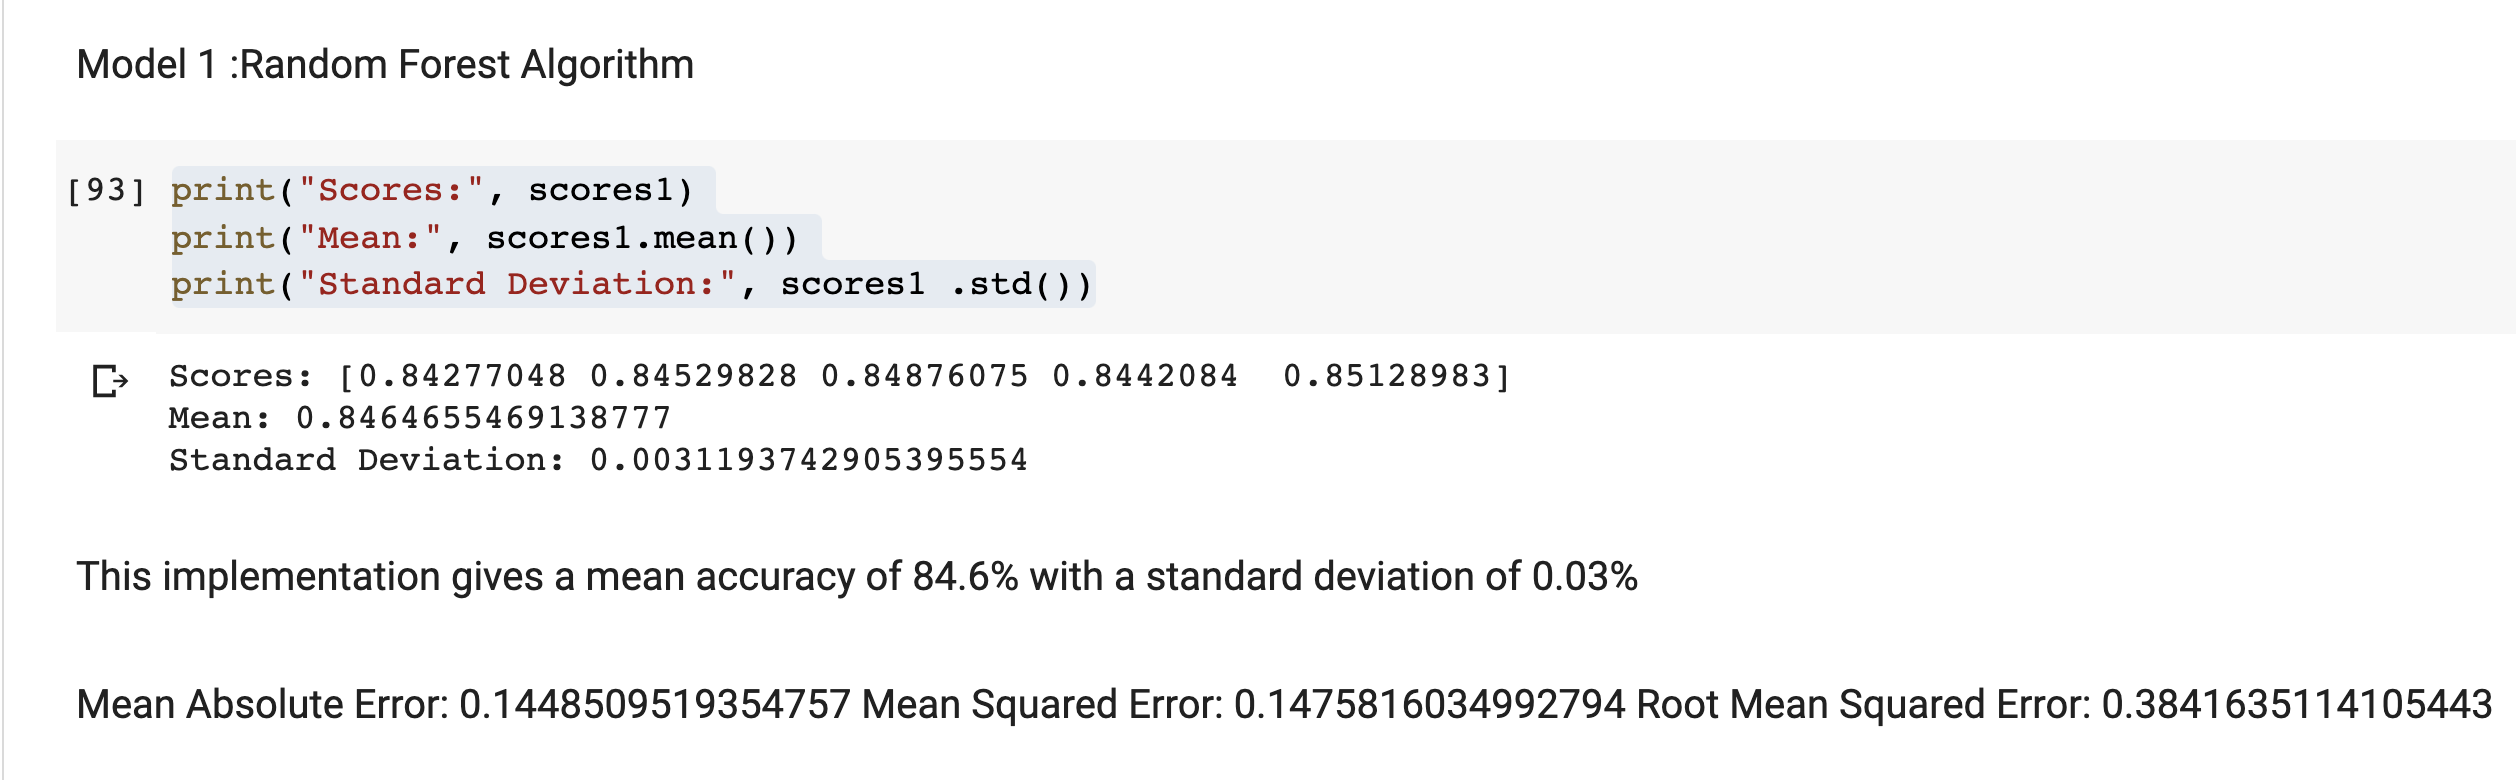 Model 1 :Random Forest Algorithm
[93] print("Scores:", scores1)
print("Mean:", scores1.mean())
print("Standard Deviation:", scores1 .std())
Scores: [0.84277048 0.84529828 0.84876075 0.8442084  0.85128983]
Mean: 0.8464655469138777
Standard Deviation: 0.0031193742905395554
This implementation gives a mean accuracy of 84.6% with a standard deviation of 0.03%
Mean Absolute Error: 0.1448509519354757 Mean Squared Error: 0.1475816034992794 Root Mean Squared Error: 0.3841635114105443